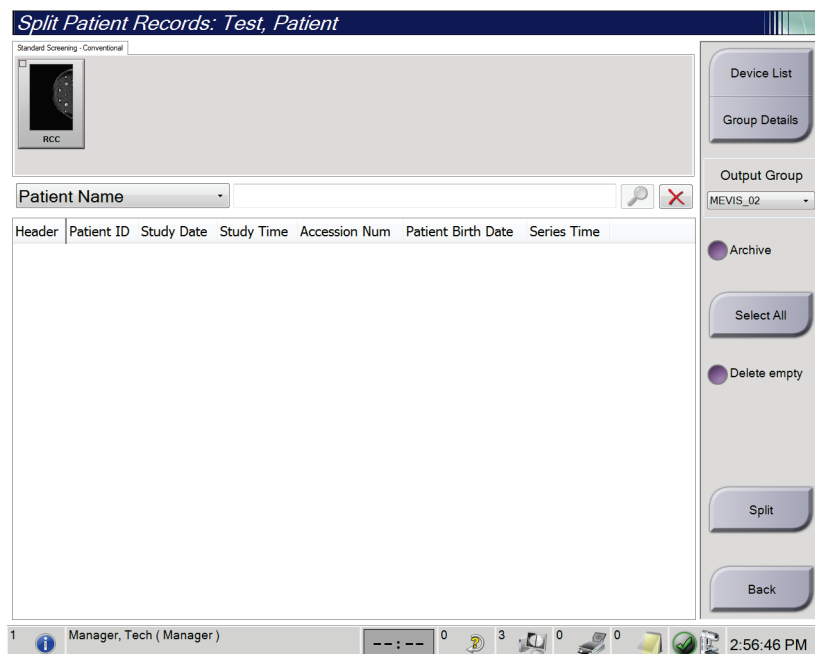 Split Patient Records: Test, Patient
Standard Screening - Conventional
RCC
Device List
Group Details
Output Group
MEVIS_02
Patient Name
Header Patient ID Study Date Study Time Accession Num Patient Birth Date Series Time
Archive
Select All
Delete empty
Split
Back
1 Manager, Tech ( Manager ) --:-- 0 3 0 0 2:56:46 PM